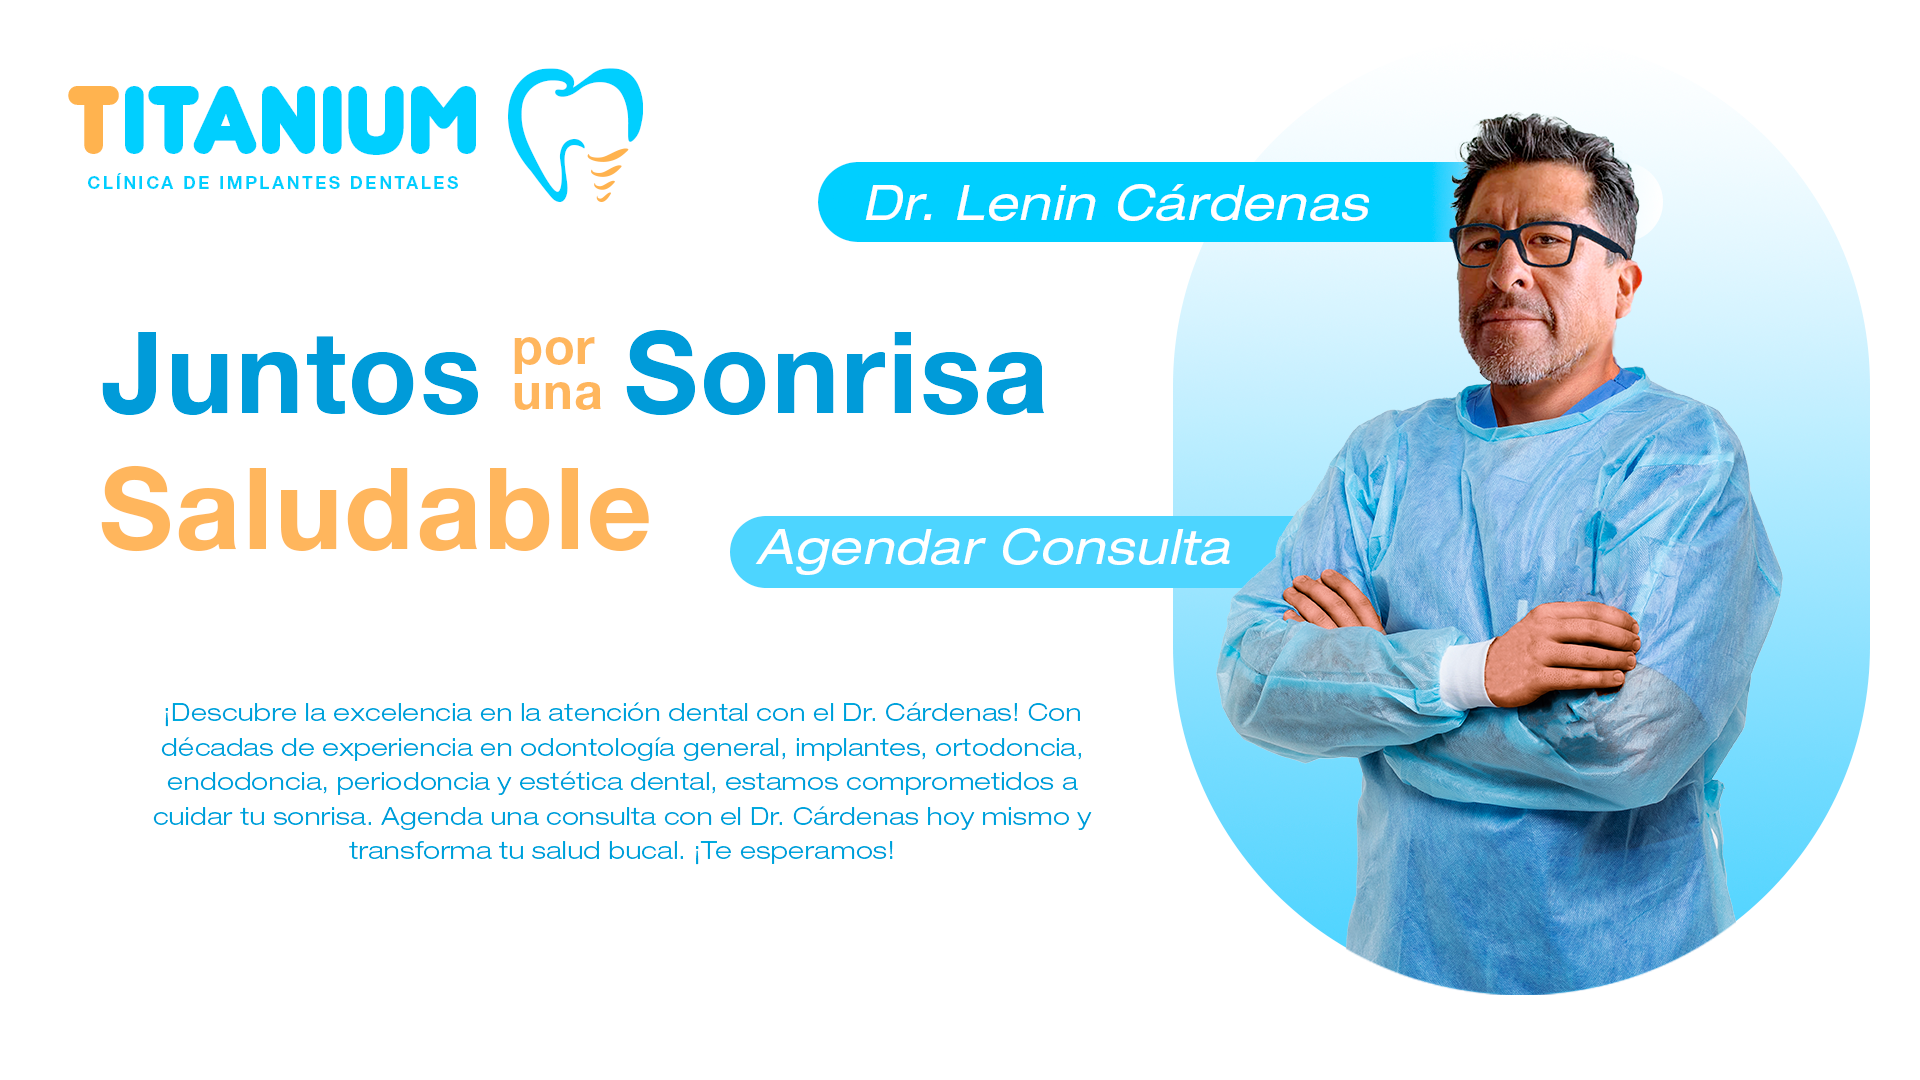 TITANIUM
CLÍNICA DE IMPLANTES DENTALES
Dr. Lenin Cárdenas
Juntos por una Sonrisa
Saludable
Agendar Consulta
¡Descubre la excelencia en la atención dental con el Dr. Cárdenas! Con
décadas de experiencia en odontología general, implantes, ortodoncia,
endodoncia, periodoncia y estética dental, estamos comprometidos a
cuidar tu sonrisa. Agenda una consulta con el Dr. Cárdenas hoy mismo y
transforma tu salud bucal. ¡Te esperamos!